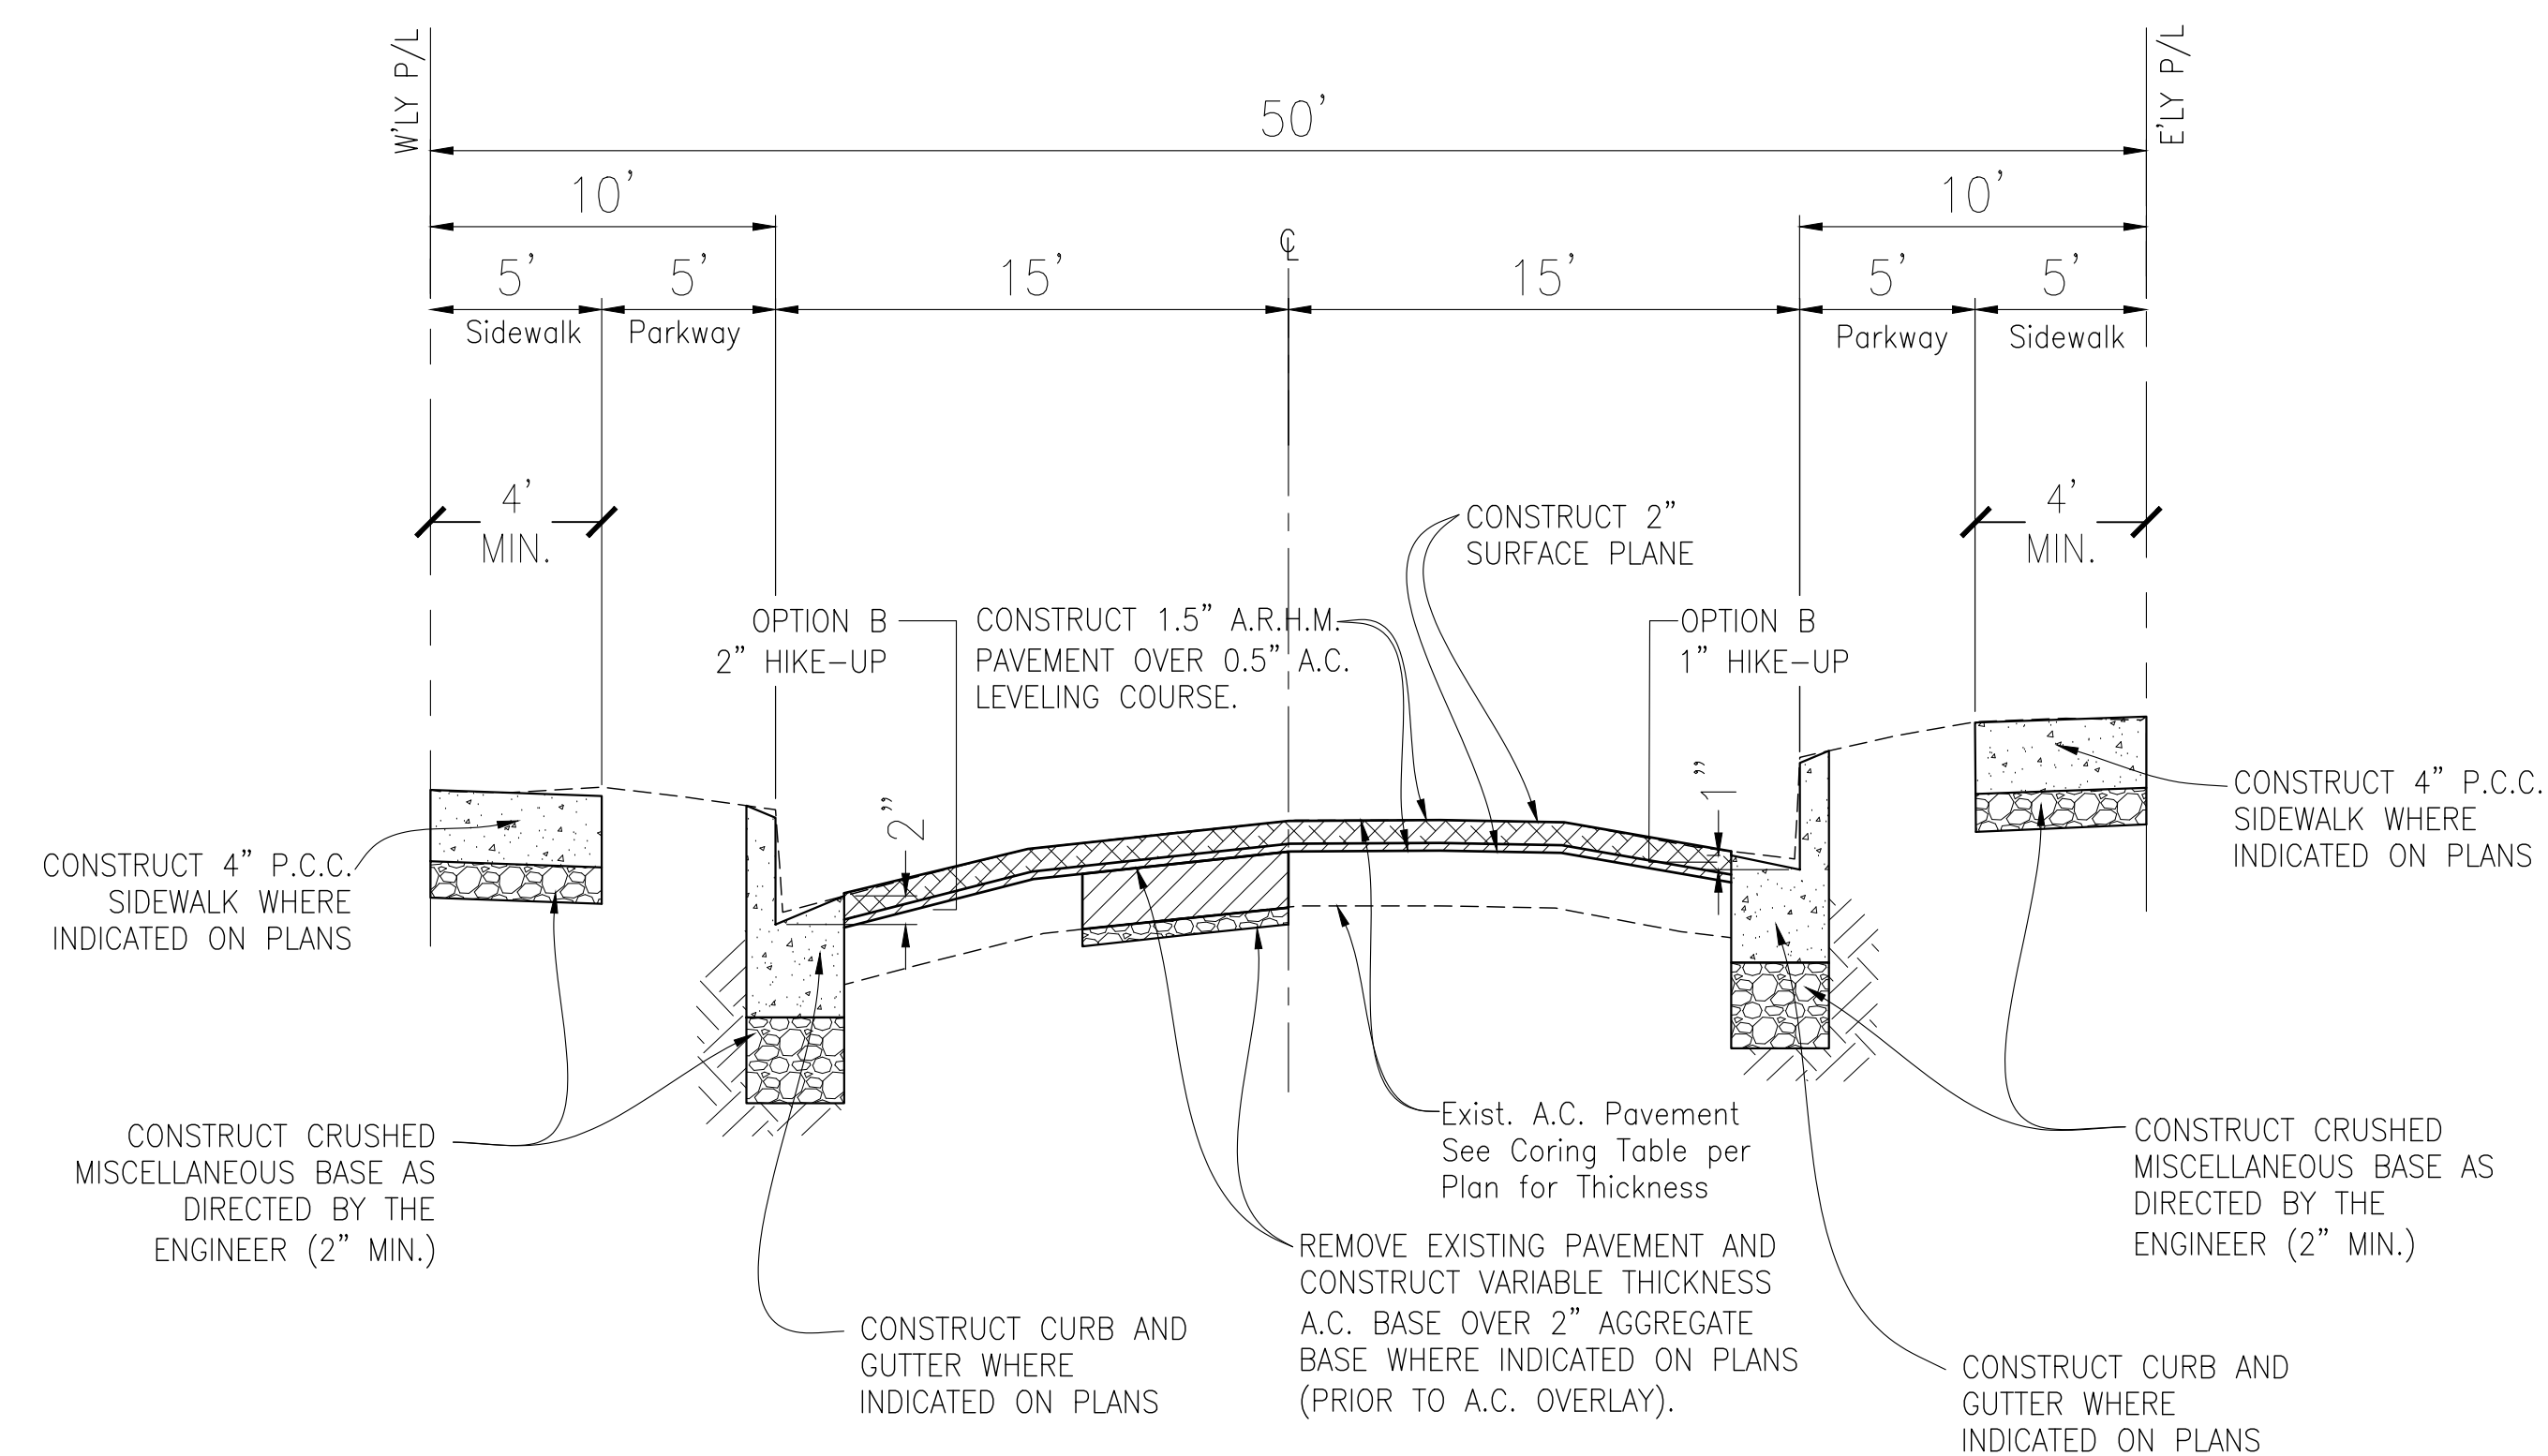 W'LY P/L
E'LY P/L
50'
10'
10'
℄
5'
5'
15'
15'
5'
5'
Sidewalk
Parkway
Parkway
Sidewalk
4'
MIN.
4'
MIN.
CONSTRUCT 2"
SURFACE PLANE
OPTION B
2" HIKE-UP
CONSTRUCT 1.5" A.R.H.M.
PAVEMENT OVER 0.5" A.C.
LEVELING COURSE.
OPTION B
1" HIKE-UP
2"
1"
CONSTRUCT 4" P.C.C.
SIDEWALK WHERE
INDICATED ON PLANS
CONSTRUCT 4" P.C.C.
SIDEWALK WHERE
INDICATED ON PLANS
CONSTRUCT CRUSHED
MISCELLANEOUS BASE AS
DIRECTED BY THE
ENGINEER (2" MIN.)
Exist. A.C. Pavement
See Coring Table per
Plan for Thickness
CONSTRUCT CRUSHED
MISCELLANEOUS BASE AS
DIRECTED BY THE
ENGINEER (2" MIN.)
REMOVE EXISTING PAVEMENT AND
CONSTRUCT VARIABLE THICKNESS
A.C. BASE OVER 2" AGGREGATE
BASE WHERE INDICATED ON PLANS
(PRIOR TO A.C. OVERLAY).
CONSTRUCT CURB AND
GUTTER WHERE
INDICATED ON PLANS
CONSTRUCT CURB AND
GUTTER WHERE
INDICATED ON PLANS